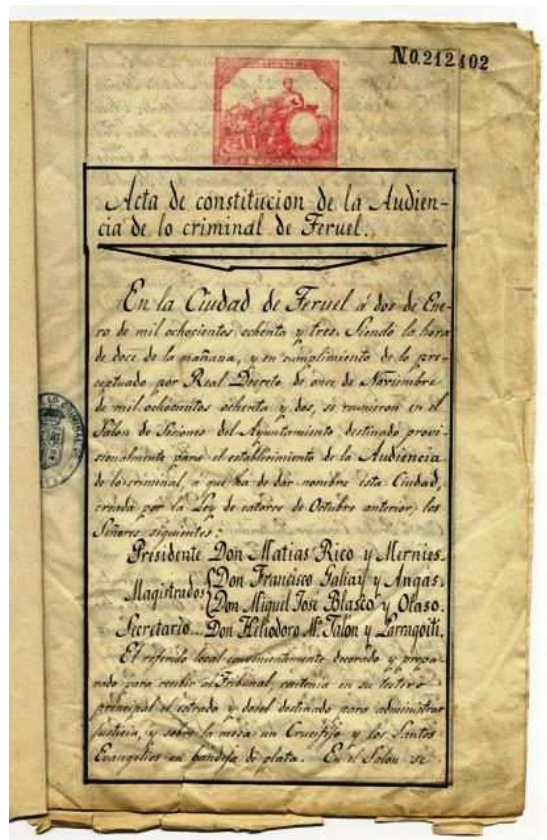 N0.212,102
Acta de constitucion de la Audien-
cia de lo criminal de Teruel.
En la Ciudad de Teruel á dos de Ene-
ro de mil ochocientos ochenta y tres. Siendo la hora
de doce de la mañana, y en cumplimiento de lo pre-
ceptuado por Real Decreto de once de Noviembre
de mil ochocientos ochenta y dos, se reunieron en el
Salon de Sesiones del Ayuntamiento, destinado provi-
sionalmente para el establecimiento de la Audiencia
de lo criminal, a que ha de dar nombre esta Ciudad,
creada por la Ley de catorce de Octubre anterior, los
Señores siguientes:
Presidente Don Matias Rico y Mernies.
Magistrados Don Francisco Galiay y Angás.
Don Miguel José Blasco y Olaso.
Secretario... Don Heliodoro Mª Talon y Larragoiti.
El referido local convenientemente decorado y prepa-
rado para recibir al Tribunal, contenia en su testero
principal el estrado y dosel destinado para administrar
justicia, y sobre la mesa un Crucifijo y los Santos
Evangelios en bandeja de plata. En el Salon se